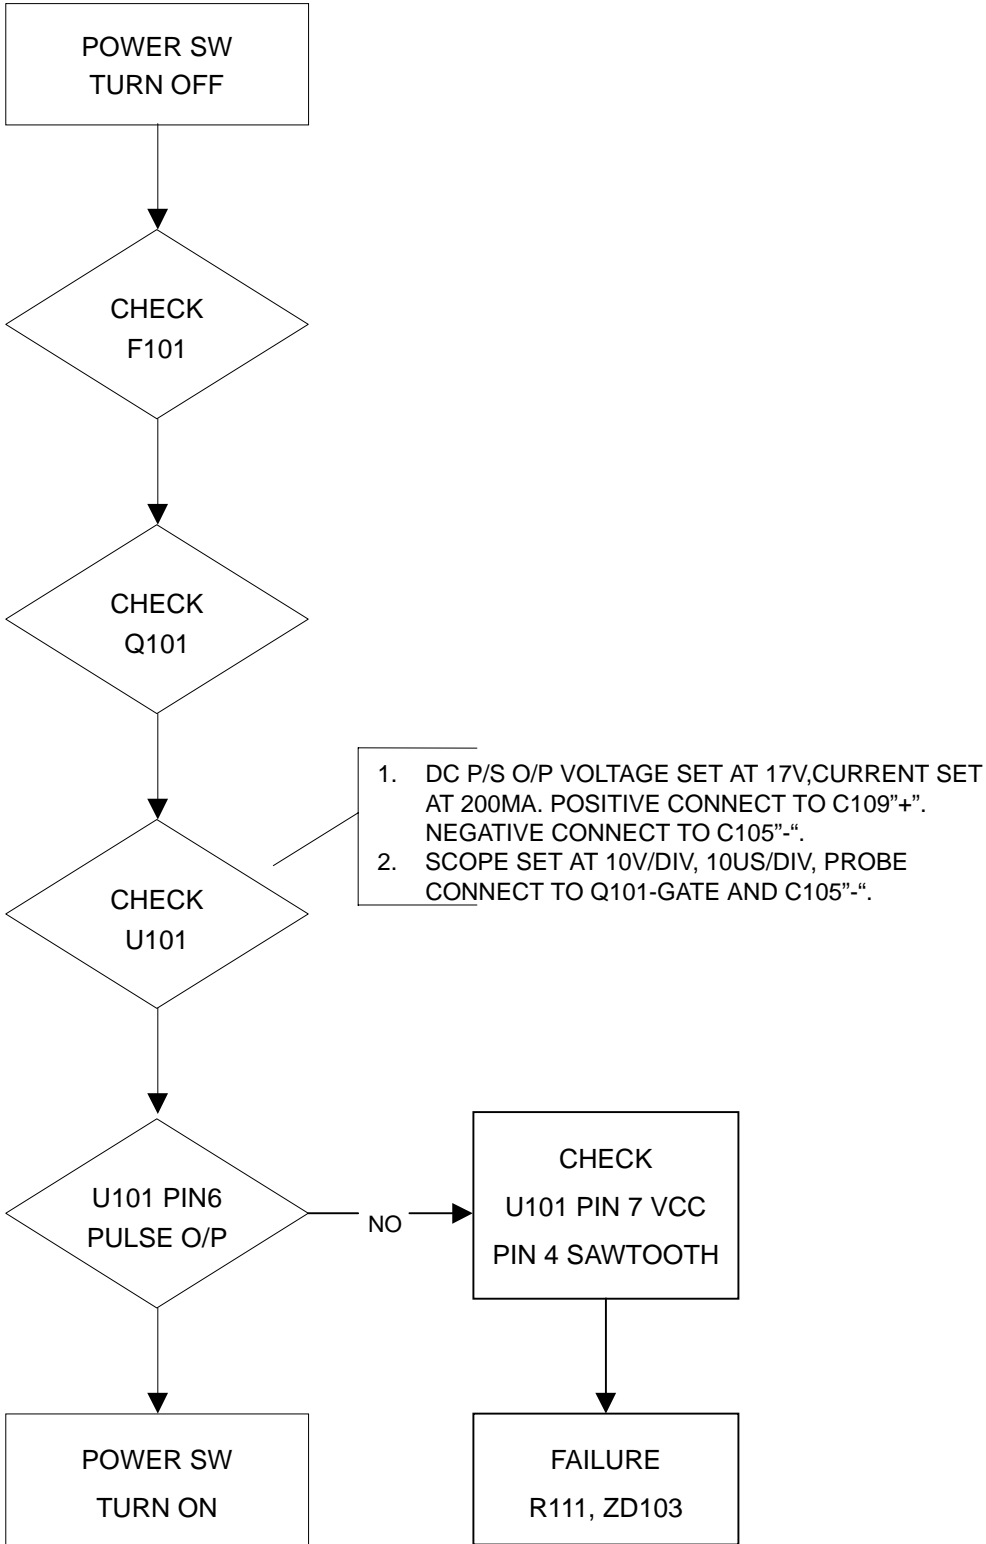 POWER SW
TURN OFF
CHECK
F101
CHECK
Q101
1. DC P/S O/P VOLTAGE SET AT 17V,CURRENT SET
AT 200MA. POSITIVE CONNECT TO C109”+”.
NEGATIVE CONNECT TO C105”-“.
2. SCOPE SET AT 10V/DIV, 10US/DIV, PROBE
CONNECT TO Q101-GATE AND C105”-“.
CHECK
U101
U101 PIN6
PULSE O/P
NO
CHECK
U101 PIN 7 VCC
PIN 4 SAWTOOTH
POWER SW
TURN ON
FAILURE
R111, ZD103